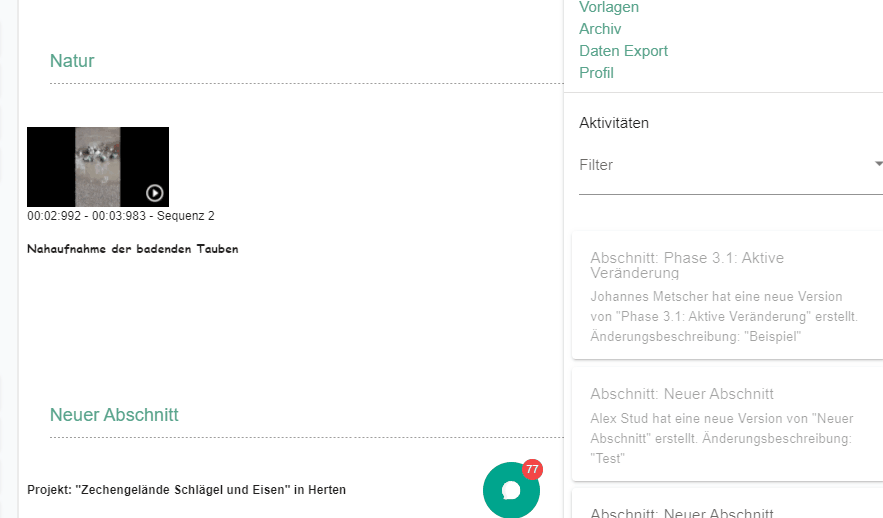 Natur
00:02:992 - 00:03:983 - Sequenz 2
Nahaufnahme der badenden Tauben
Neuer Abschnitt
Projekt: "Zechengelände Schlägel und Eisen" in Herten
77
Vorlagen
Archiv
Daten Export
Profil
Aktivitäten
Filter
Abschnitt: Phase 3.1: Aktive
Veränderung
Johannes Metscher hat eine neue Version
von "Phase 3.1: Aktive Veränderung" erstellt.
Änderungsbeschreibung: "Beispiel"
Abschnitt: Neuer Abschnitt
Alex Stud hat eine neue Version von "Neuer
Abschnitt" erstellt. Änderungsbeschreibung:
"Test"
Abschnitt: Neuer Abschnitt